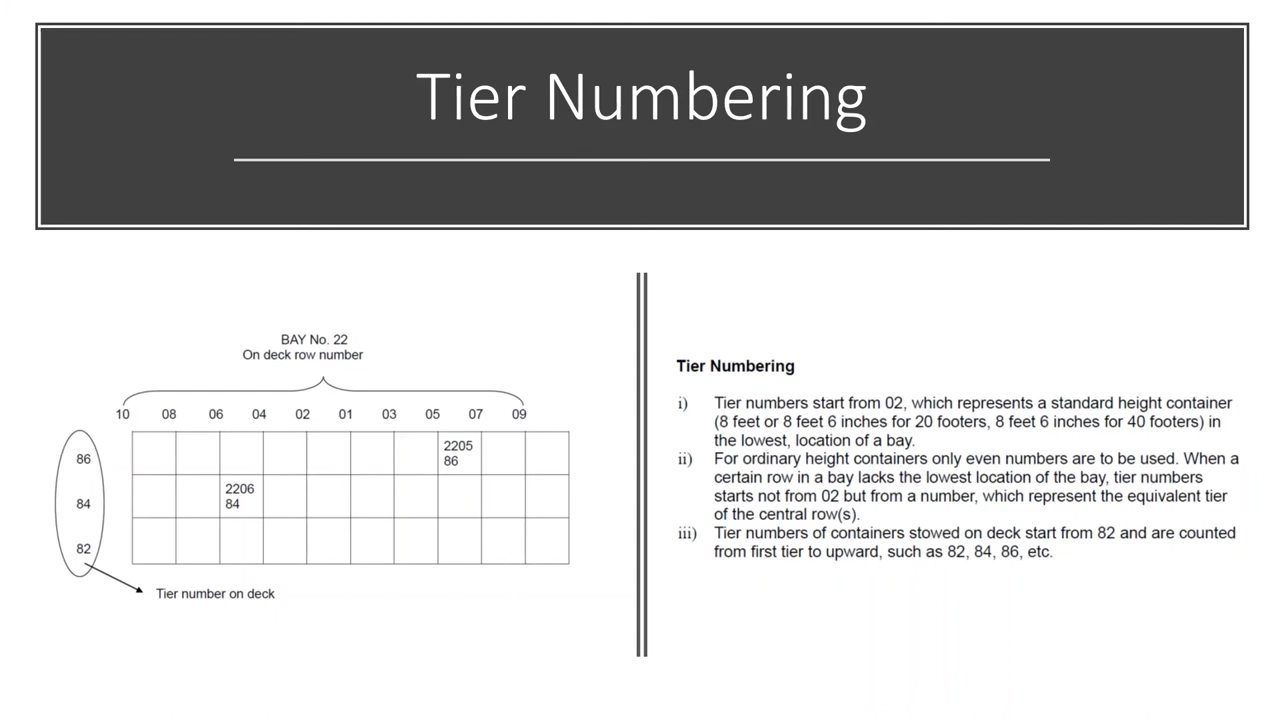 Tier Numbering
BAY No. 22
On deck row number
10 08 06 04 02 01 03 05 07 09
86
2205
86
84
2206
84
82
Tier number on deck
Tier Numbering
i) Tier numbers start from 02, which represents a standard height container
(8 feet or 8 feet 6 inches for 20 footers, 8 feet 6 inches for 40 footers) in
the lowest, location of a bay.
ii) For ordinary height containers only even numbers are to be used. When a
certain row in a bay lacks the lowest location of the bay, tier numbers
starts not from 02 but from a number, which represent the equivalent tier
of the central row(s).
iii) Tier numbers of containers stowed on deck start from 82 and are counted
from first tier to upward, such as 82, 84, 86, etc.